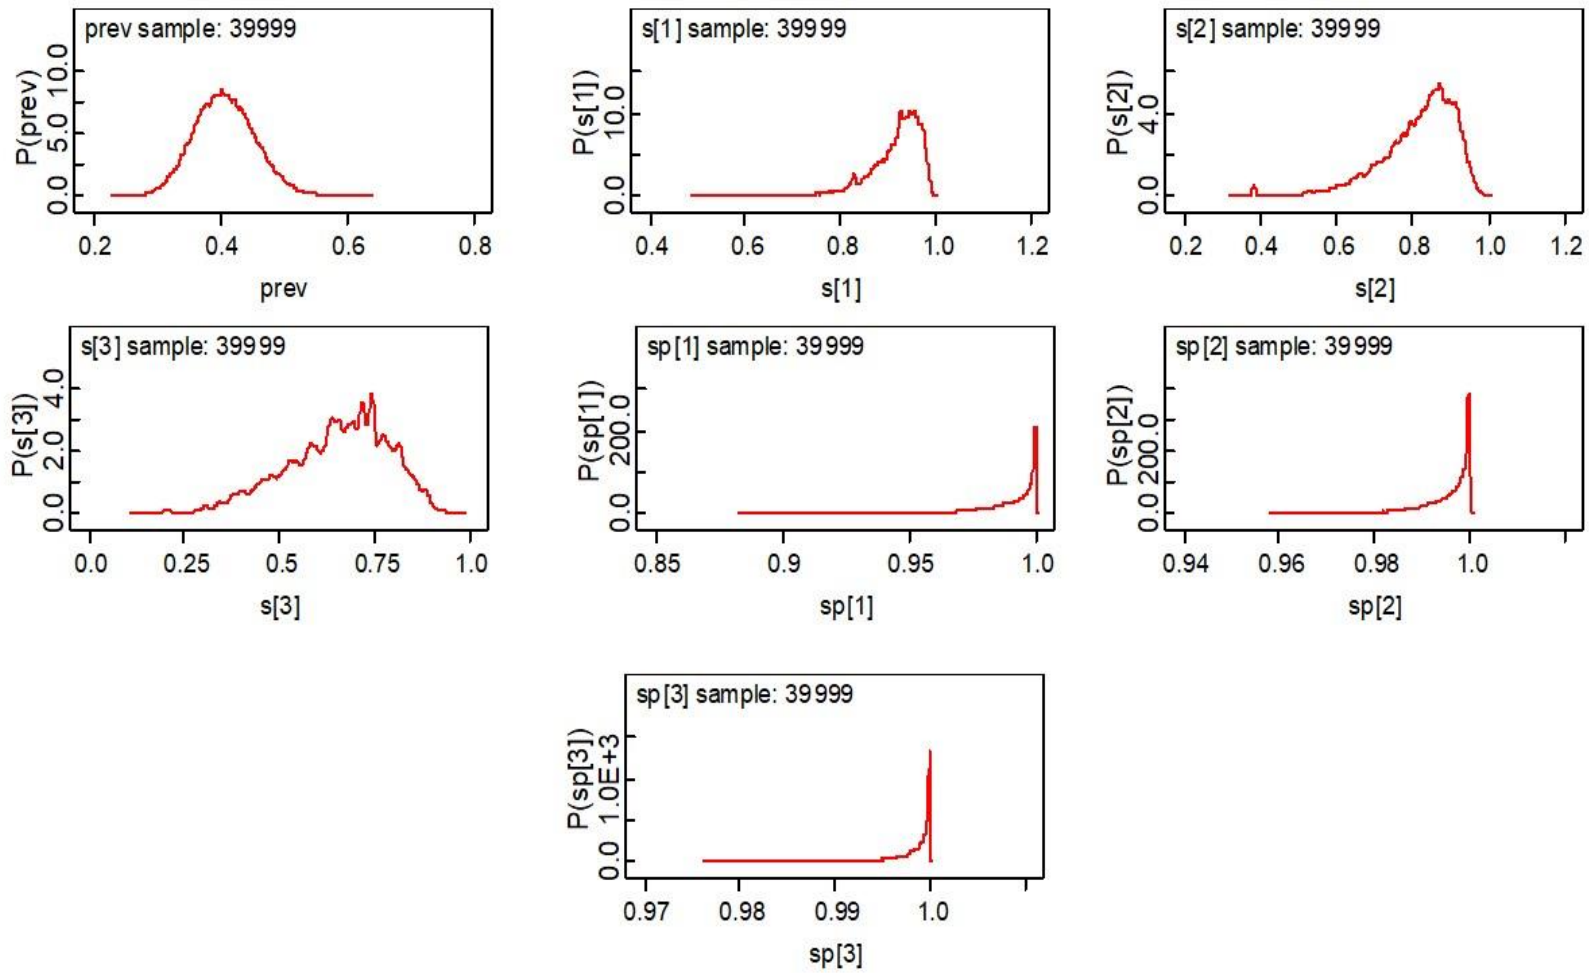 prev sample: 39999
P(prev)
0.0 5.0 10.0
0.2 0.4 0.6 0.8
prev
s[1] sample: 39999
P(s[1])
0.0 10.0
0.4 0.6 0.8 1.0 1.2
s[1]
s[2] sample: 39999
P(s[2])
0.0 4.0
0.2 0.4 0.6 0.8 1.0 1.2
s[2]
s[3] sample: 39999
P(s[3])
0.0 2.0 4.0
0.0 0.25 0.5 0.75 1.0
s[3]
sp[1] sample: 39999
P(sp[1])
0.0 200.0
0.85 0.9 0.95 1.0
sp[1]
sp[2] sample: 39999
P(sp[2])
0.0 200.0
0.94 0.96 0.98 1.0
sp[2]
sp[3] sample: 39999
P(sp[3])
0.0 1.0E+3
0.97 0.98 0.99 1.0
sp[3]